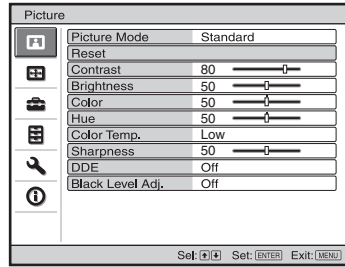 Picture
Picture Mode Standard
Reset
Contrast 80
Brightness 50
Color 50
Hue 50
Color Temp. Low
Sharpness 50
DDE Off
Black Level Adj. Off
Sel: Set: ENTER Exit: MENU